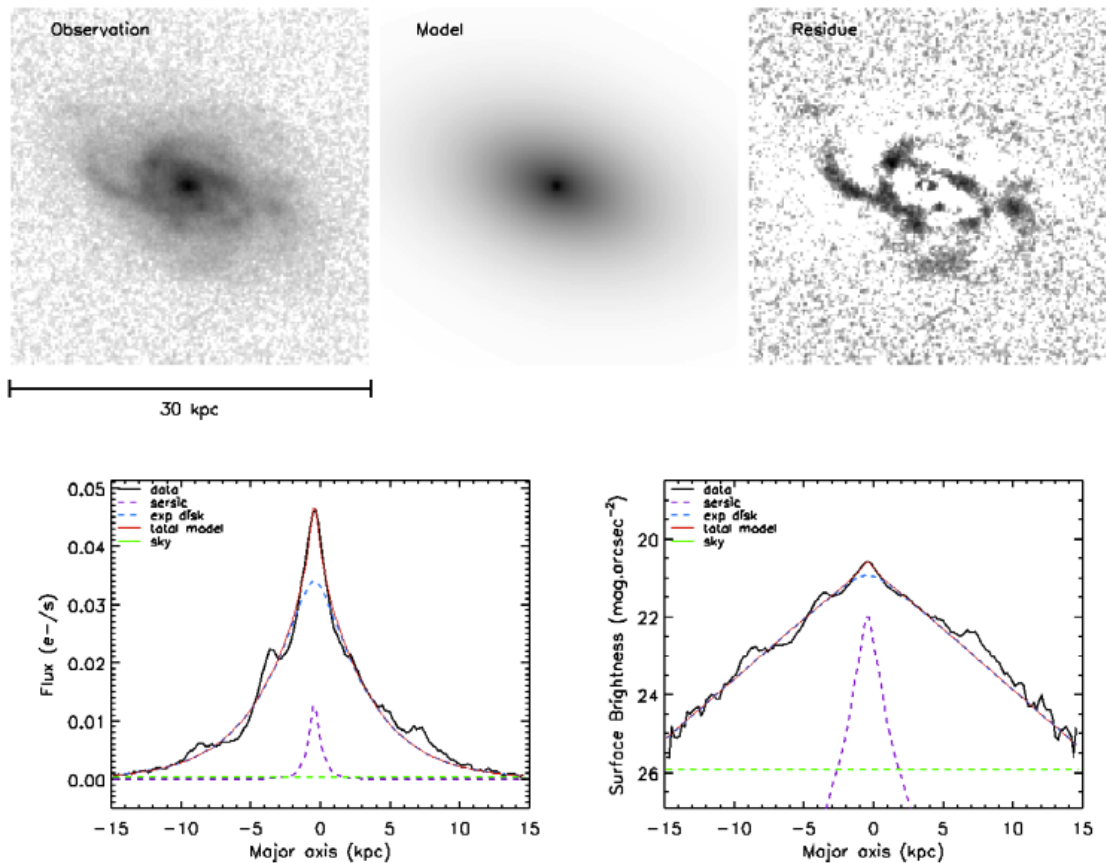 Observation
Model
Residue
30 kpc
0.05
0.04
0.03
0.02
0.01
0.00
Flux (e-/s)
data
sersic
exp disk
total model
sky
-15 -10 -5 0 5 10 15
Major axis (kpc)
20
22
24
26
Surface Brightness (mag.arcsec⁻²)
data
sersic
exp disk
total model
sky
-15 -10 -5 0 5 10 15
Major axis (kpc)